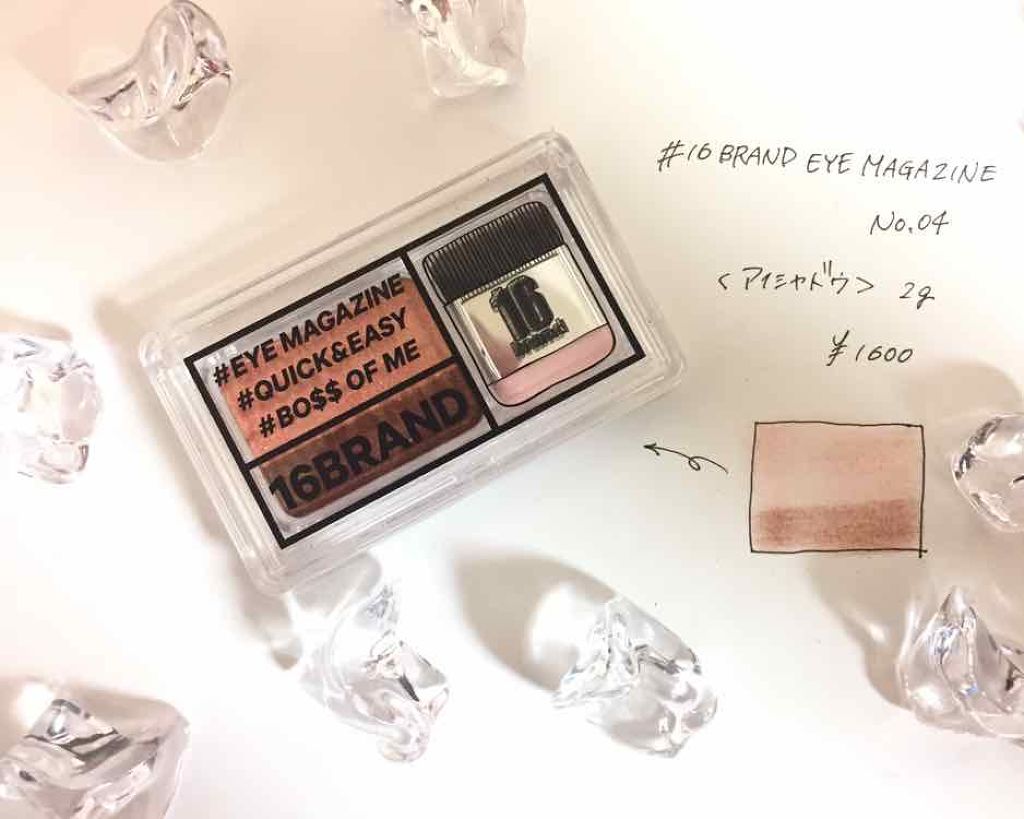 #EYE MAGAZINE
#QUICK&EASY
#BO$$ OF ME
16BRAND
16
#16 BRAND EYE MAGAZINE
No.04
<アイシャドウ> 2g
¥1600